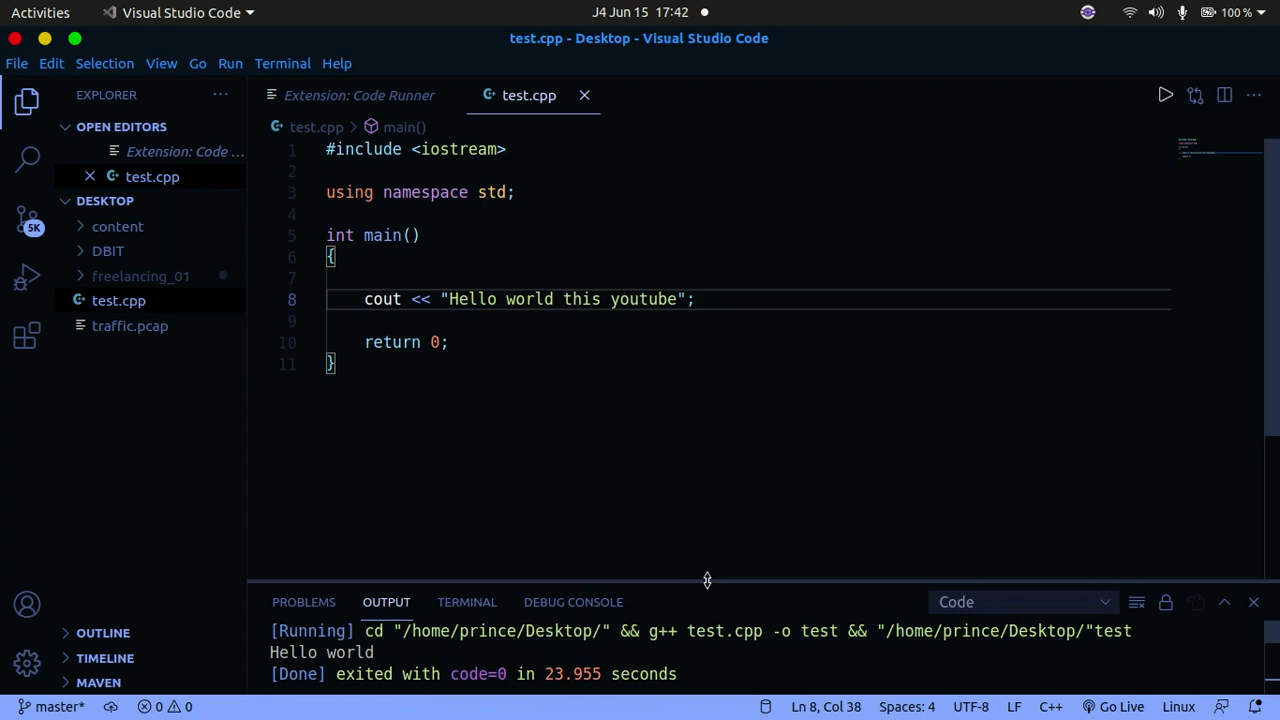 Activities Visual Studio Code J4 Jun 15 17:42 100 %
test.cpp - Desktop - Visual Studio Code
File Edit Selection View Go Run Terminal Help
EXPLORER ··· Extension: Code Runner test.cpp
OPEN EDITORS
Extension: Code ...
test.cpp
DESKTOP
content
DBIT
freelancing_01
test.cpp
traffic.pcap
5K
OUTLINE
TIMELINE
MAVEN
test.cpp > main()
1 #include <iostream>
2
3 using namespace std;
4
5 int main()
6 {
7
8 cout << "Hello world this youtube";
9
10 return 0;
11 }
PROBLEMS OUTPUT TERMINAL DEBUG CONSOLE Code
[Running] cd "/home/prince/Desktop/" && g++ test.cpp -o test && "/home/prince/Desktop/"test
Hello world
[Done] exited with code=0 in 23.955 seconds
master* 0 0 Ln 8, Col 38 Spaces: 4 UTF-8 LF C++ Go Live Linux